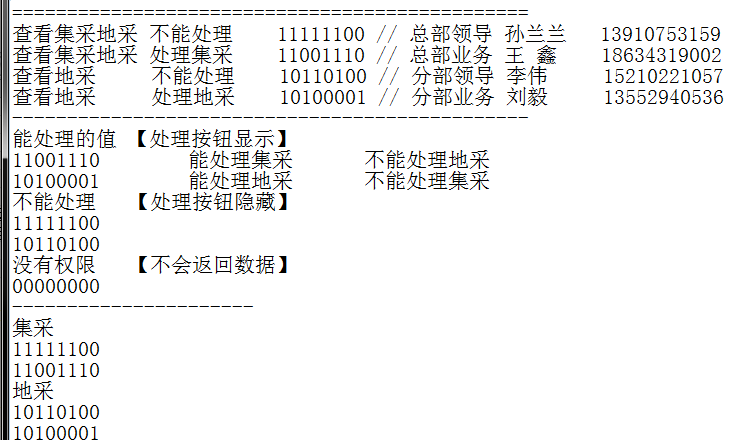 ================================================
查看集采地采 不能处理 11111100 // 总部领导 孙兰兰 13910753159
查看集采地采 处理集采 11001110 // 总部业务 王 鑫 18634319002
查看地采 不能处理 10110100 // 分部领导 李伟 15210221057
查看地采 处理地采 10100001 // 分部业务 刘毅 13552940536
------------------------------------------------
能处理的值 【处理按钮显示】
11001110 能处理集采 不能处理地采
10100001 能处理地采 不能处理集采
不能处理 【处理按钮隐藏】
11111100
10110100
没有权限 【不会返回数据】
00000000
----------------------
集采
11111100
11001110
地采
10110100
10100001